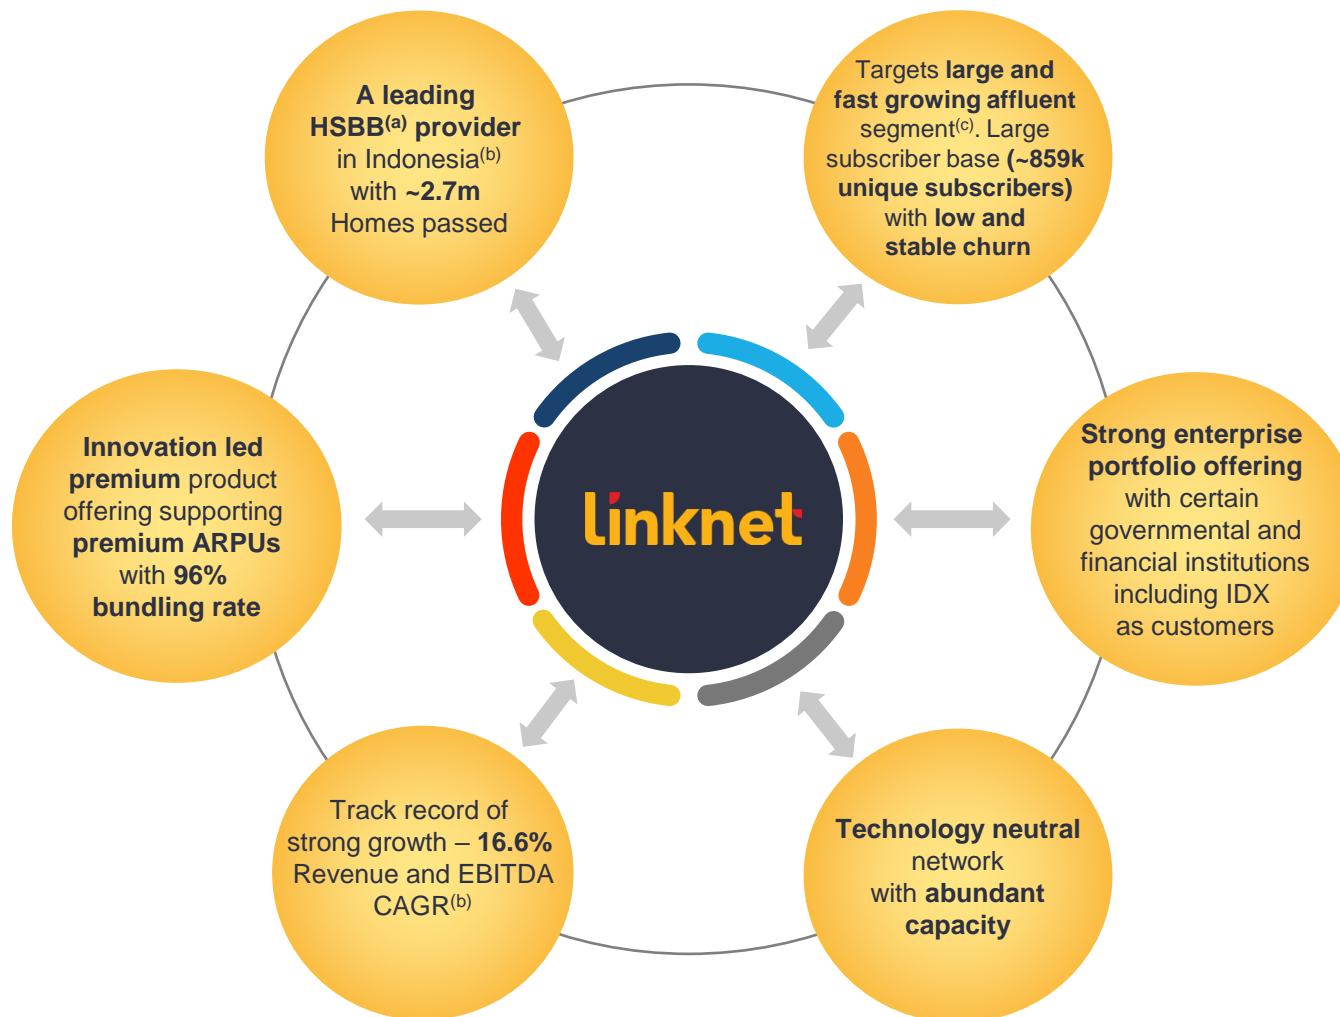 A leading
HSBB(a) provider
in Indonesia(b)
with ~2.7m
Homes passed
Targets large and
fast growing affluent
segment(c). Large
subscriber base (~859k
unique subscribers)
with low and
stable churn
Innovation led
premium product
offering supporting
premium ARPUs
with 96%
bundling rate
linknet
Strong enterprise
portfolio offering
with certain
governmental and
financial institutions
including IDX
as customers
Track record of
strong growth – 16.6%
Revenue and EBITDA
CAGR(b)
Technology neutral
network
with abundant
capacity